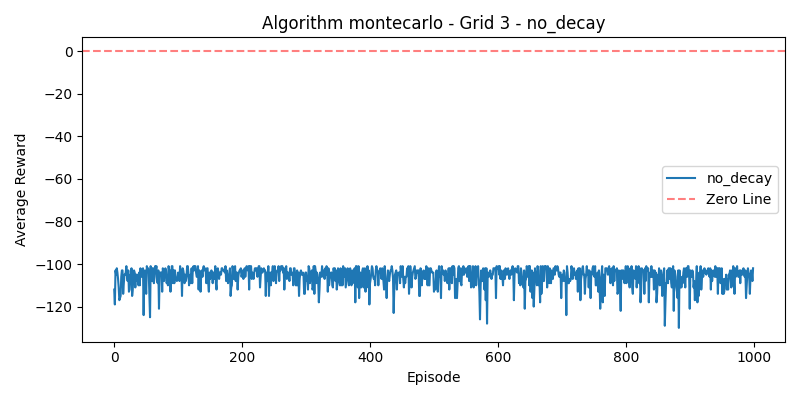 Algorithm montecarlo - Grid 3 - no_decay
Average Reward
0
−20
−40
−60
−80
−100
−120
no_decay
Zero Line
0
200
400
600
800
1000
Episode